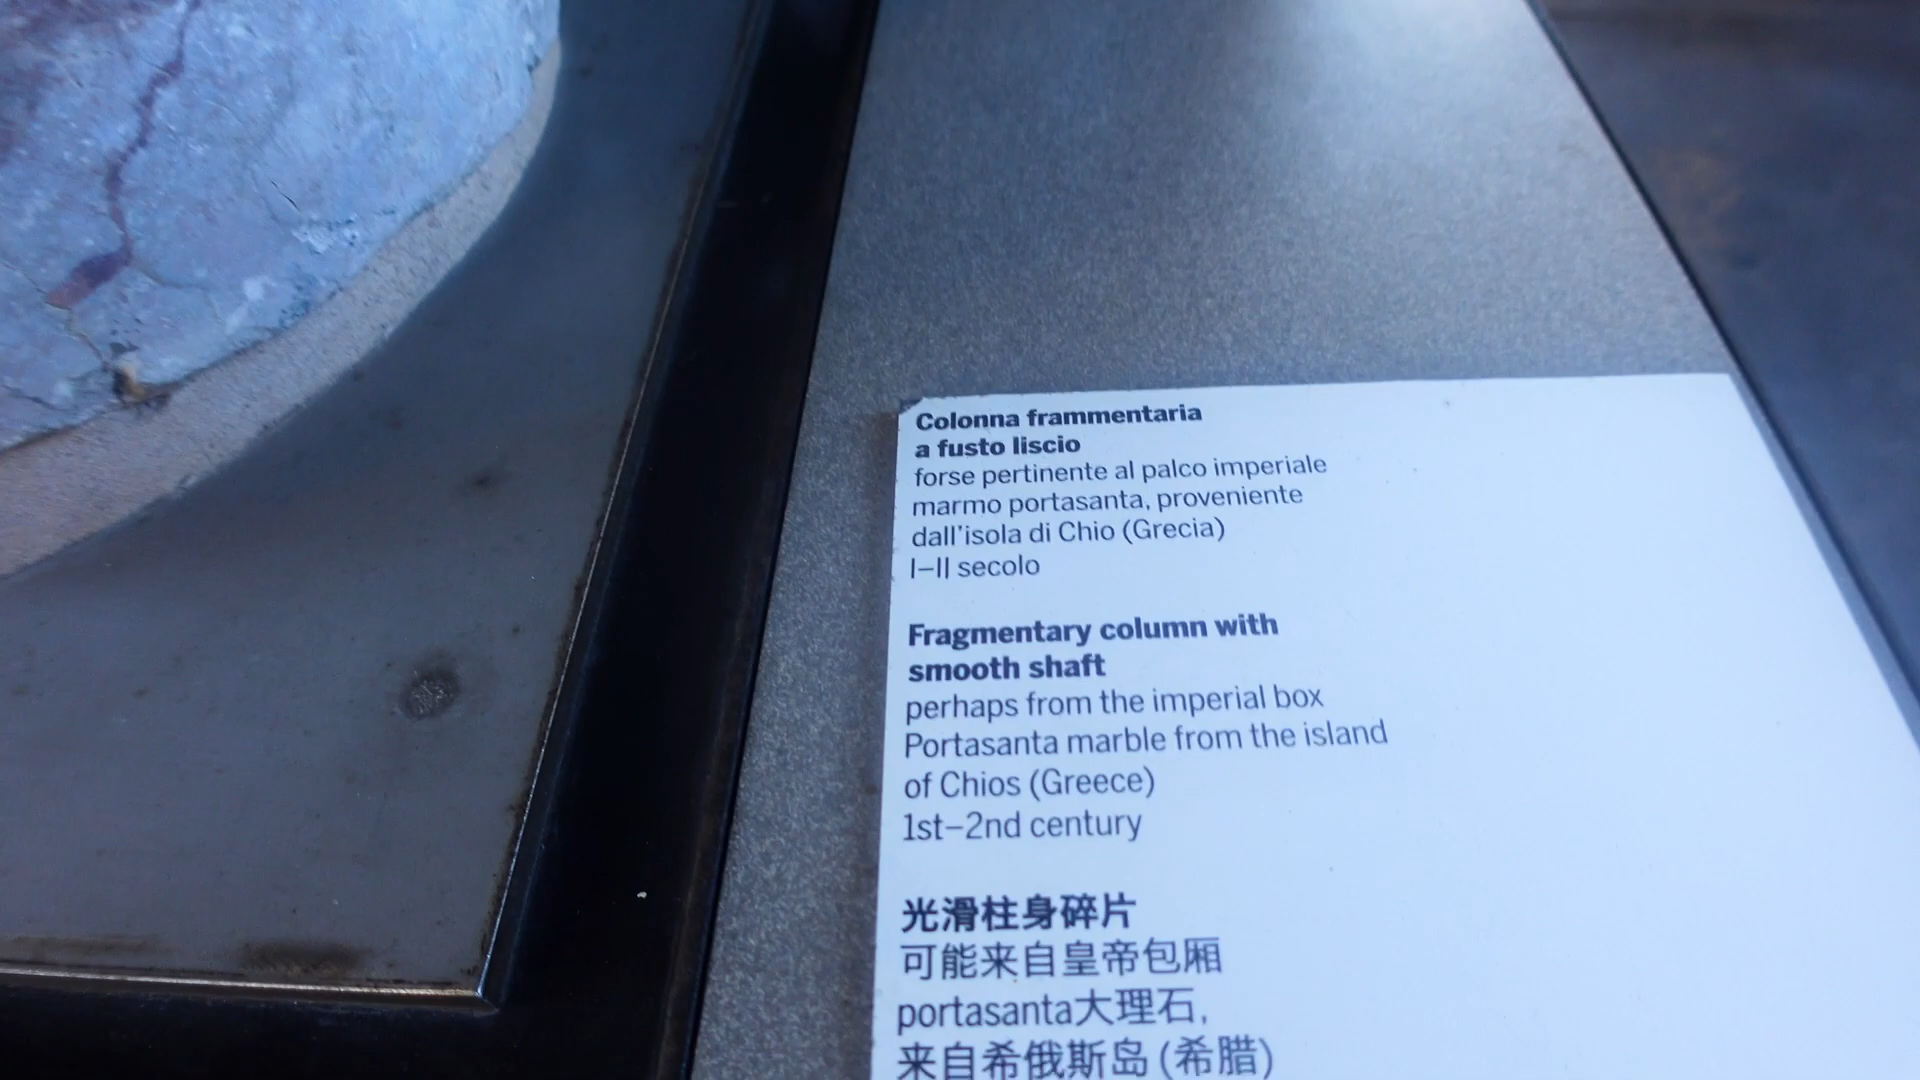 Colonna frammentaria
a fusto liscio
forse pertinente al palco imperiale
marmo portasanta, proveniente
dall'isola di Chio (Grecia)
I–II secolo
Fragmentary column with
smooth shaft
perhaps from the imperial box
Portasanta marble from the island
of Chios (Greece)
1st–2nd century
光滑柱身碎片
可能来自皇帝包厢
portasanta大理石,
来自希俄斯岛(希腊)